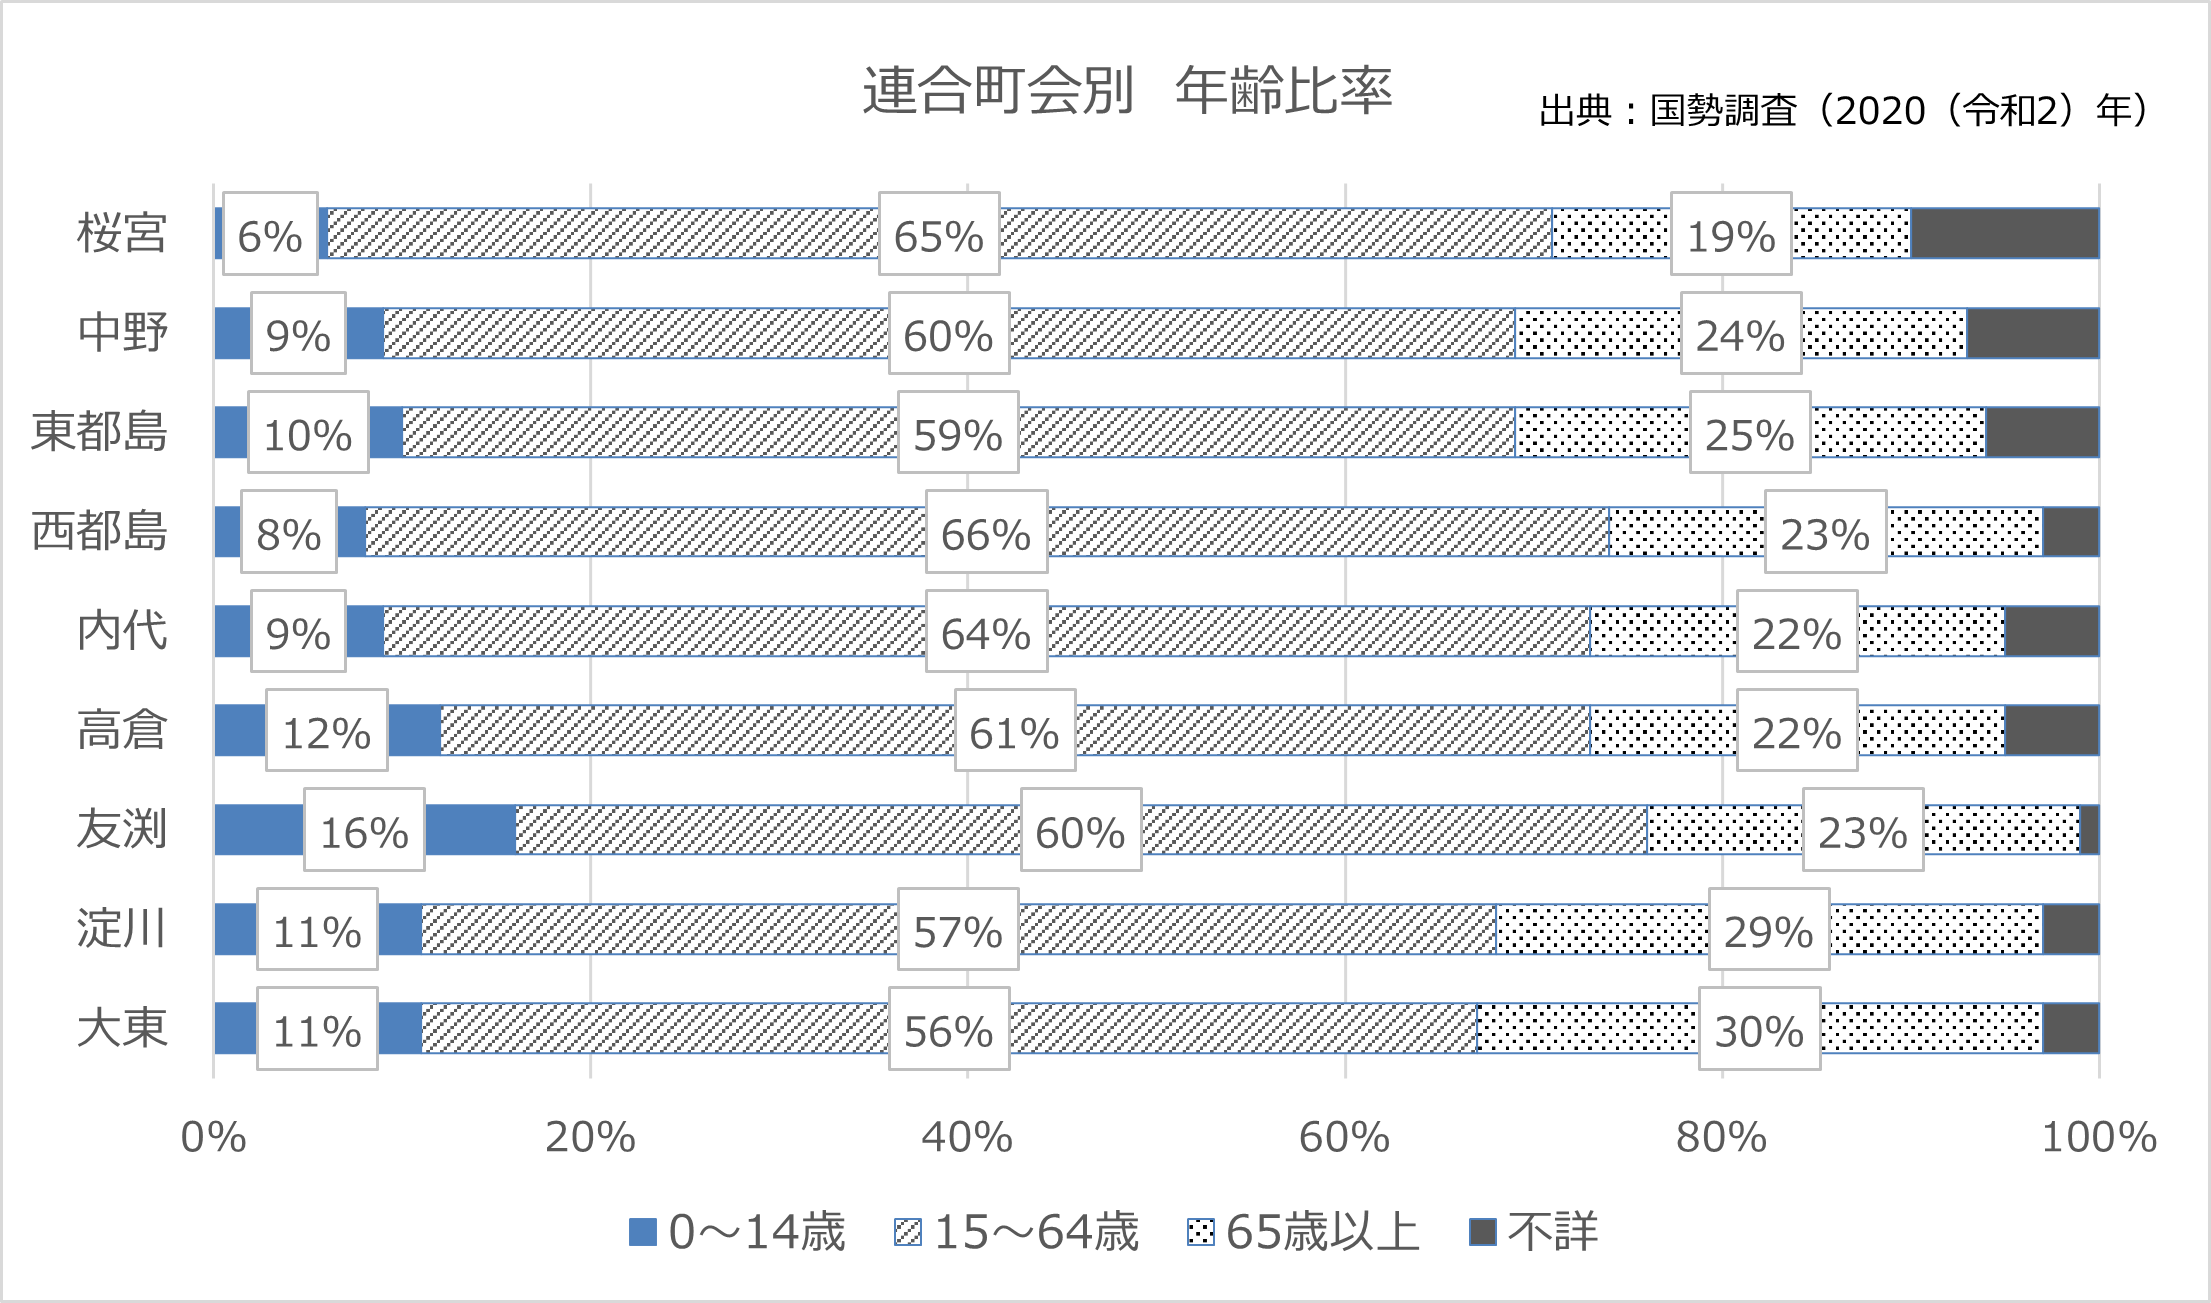 連合町会別　年齢比率
出典：国勢調査（2020（令和2）年）
桜宮 6% 65% 19%
中野 9% 60% 24%
東都島 10% 59% 25%
西都島 8% 66% 23%
内代 9% 64% 22%
高倉 12% 61% 22%
友渕 16% 60% 23%
淀川 11% 57% 29%
大東 11% 56% 30%
0% 20% 40% 60% 80% 100%
0～14歳 15～64歳 65歳以上 不詳